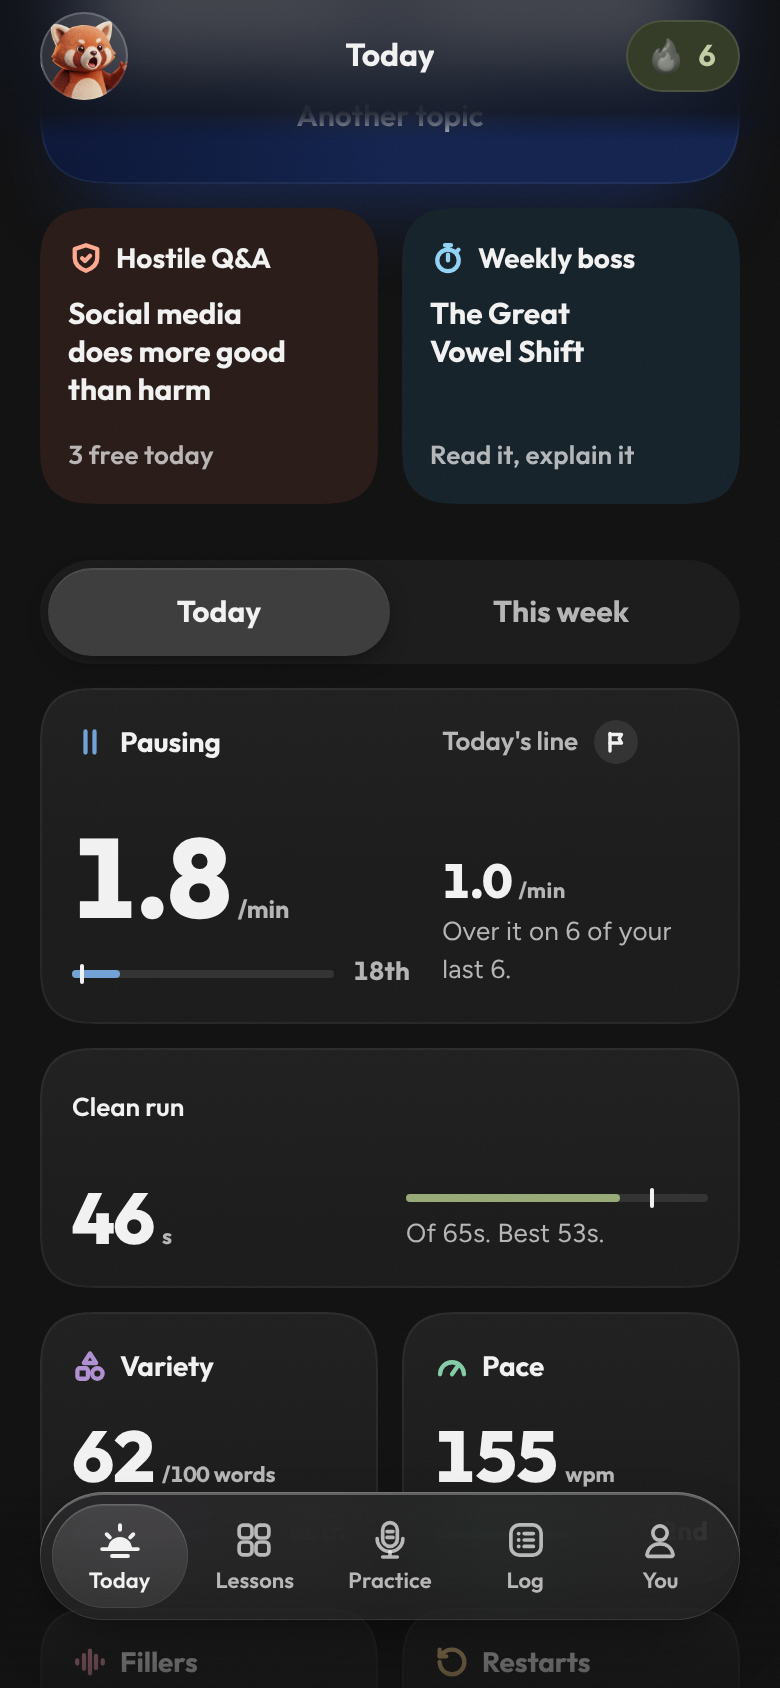 Today
6
Another topic
Hostile Q&A
Social media
does more good
than harm
3 free today
Weekly boss
The Great
Vowel Shift
Read it, explain it
Today
This week
Pausing
Today's line
1.8 /min
18th
1.0 /min
Over it on 6 of your
last 6.
Clean run
46 s
Of 65s. Best 53s.
Variety
62 /100 words
Pace
155 wpm
Today
Lessons
Practice
Log
You
Fillers
Restarts